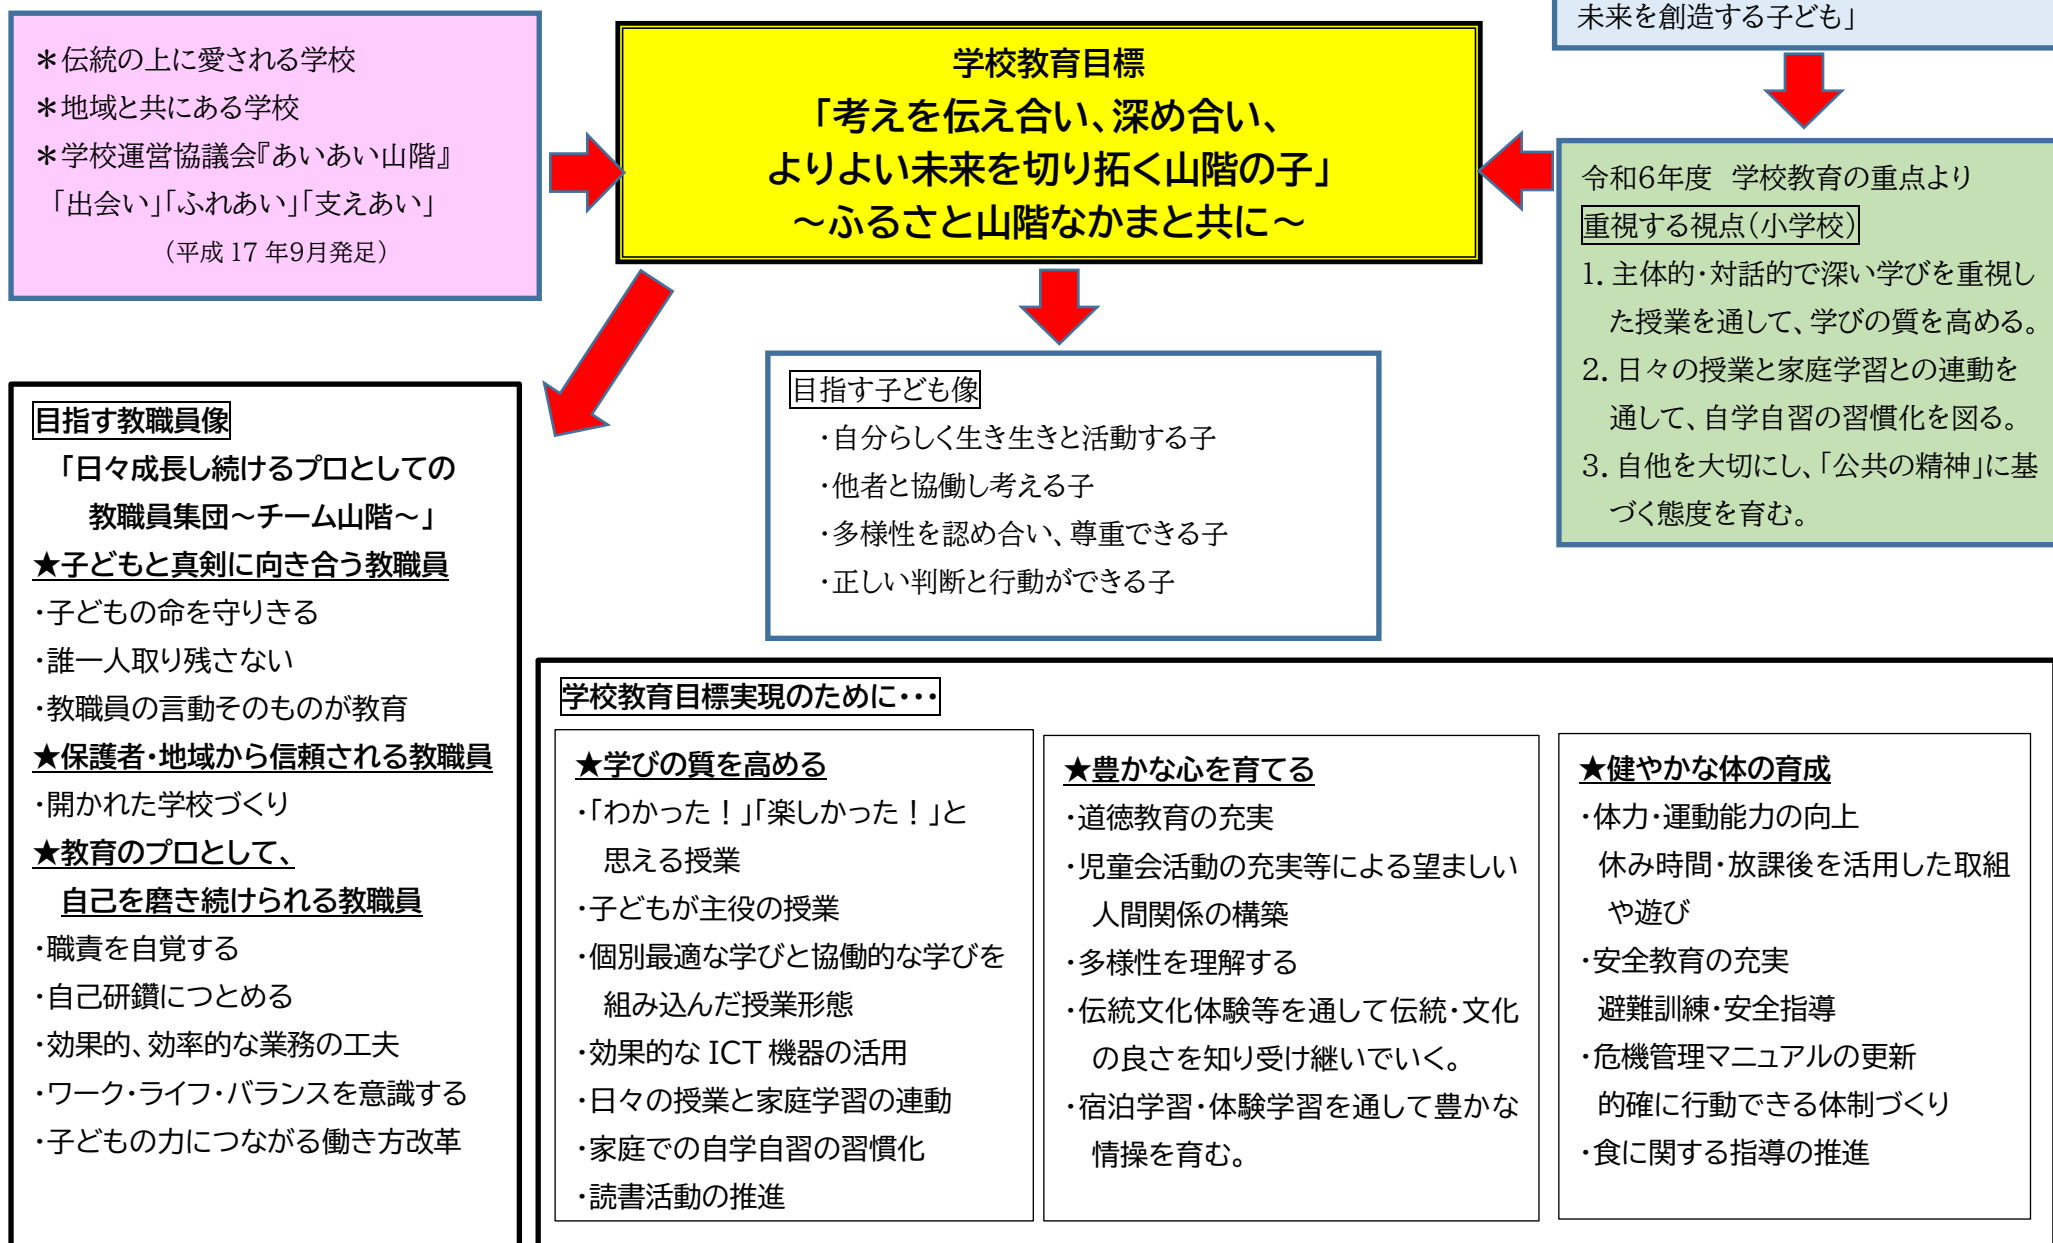 未来を創造する子ども」
＊伝統の上に愛される学校
＊地域と共にある学校
＊学校運営協議会『あいあい山階』
「出会い」「ふれあい」「支えあい」
（平成 17 年9月発足）
学校教育目標
「考えを伝え合い、深め合い、
よりよい未来を切り拓く山階の子」
～ふるさと山階なかまと共に～
令和6年度　学校教育の重点より
重視する視点（小学校）
1．主体的・対話的で深い学びを重視し
た授業を通して、学びの質を高める。
2．日々の授業と家庭学習との連動を
通して、自学自習の習慣化を図る。
3．自他を大切にし、「公共の精神」に基
づく態度を育む。
目指す子ども像
・自分らしく生き生きと活動する子
・他者と協働し考える子
・多様性を認め合い、尊重できる子
・正しい判断と行動ができる子
目指す教職員像
「日々成長し続けるプロとしての
教職員集団～チーム山階～」
★子どもと真剣に向き合う教職員
・子どもの命を守りきる
・誰一人取り残さない
・教職員の言動そのものが教育
★保護者・地域から信頼される教職員
・開かれた学校づくり
★教育のプロとして、
自己を磨き続けられる教職員
・職責を自覚する
・自己研鑽につとめる
・効果的、効率的な業務の工夫
・ワーク・ライフ・バランスを意識する
・子どもの力につながる働き方改革
学校教育目標実現のために・・・
★学びの質を高める
・「わかった！」「楽しかった！」と
思える授業
・子どもが主役の授業
・個別最適な学びと協働的な学びを
組み込んだ授業形態
・効果的な ICT 機器の活用
・日々の授業と家庭学習の連動
・家庭での自学自習の習慣化
・読書活動の推進
★豊かな心を育てる
・道徳教育の充実
・児童会活動の充実等による望ましい
人間関係の構築
・多様性を理解する
・伝統文化体験等を通して伝統・文化
の良さを知り受け継いでいく。
・宿泊学習・体験学習を通して豊かな
情操を育む。
★健やかな体の育成
・体力・運動能力の向上
休み時間・放課後を活用した取組
や遊び
・安全教育の充実
避難訓練・安全指導
・危機管理マニュアルの更新
的確に行動できる体制づくり
・食に関する指導の推進